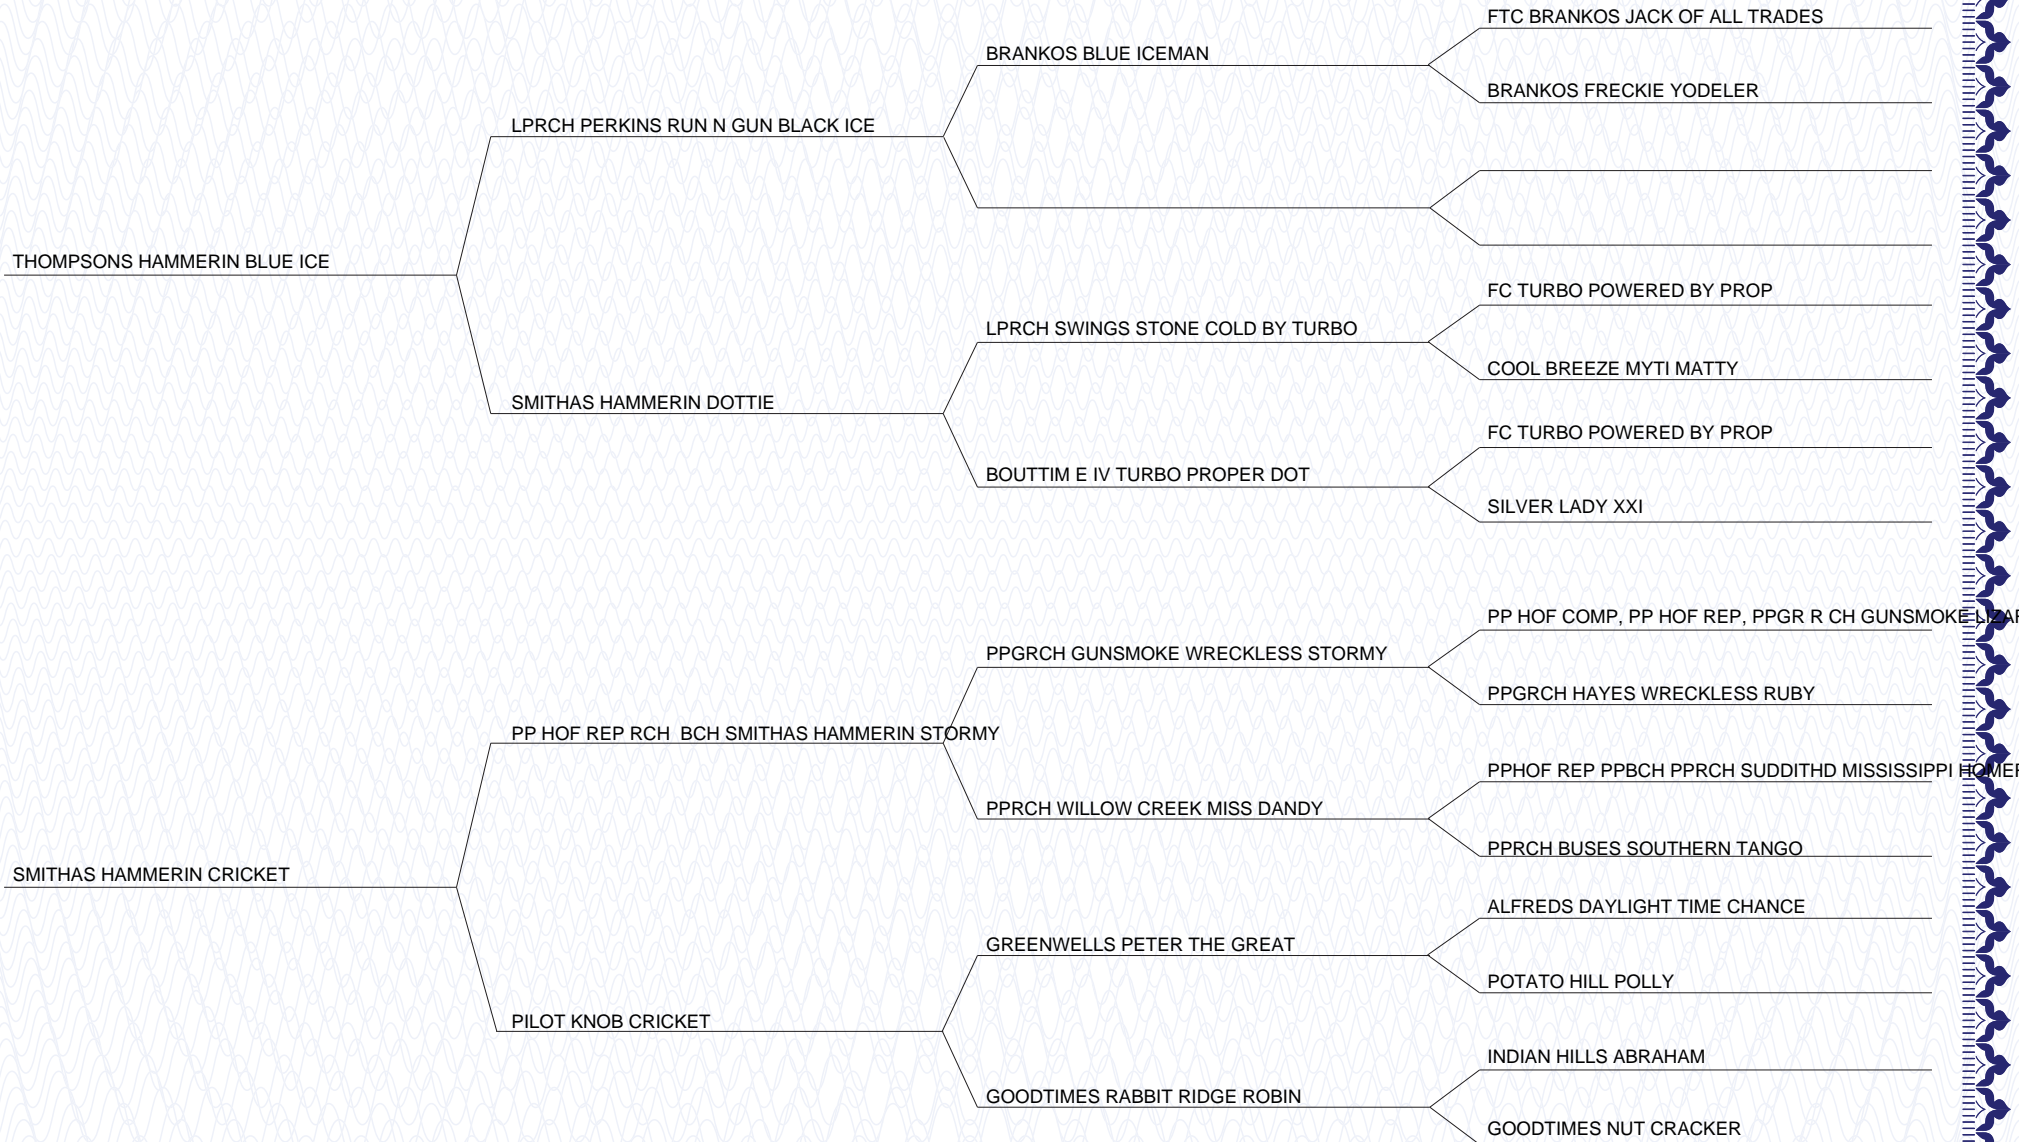 FTC BRANKOS JACK OF ALL TRADES
BRANKOS BLUE ICEMAN
BRANKOS FRECKIE YODELER
LPRCH PERKINS RUN N GUN BLACK ICE
THOMPSONS HAMMERIN BLUE ICE
FC TURBO POWERED BY PROP
LPRCH SWINGS STONE COLD BY TURBO
COOL BREEZE MYTI MATTY
SMITHAS HAMMERIN DOTTIE
FC TURBO POWERED BY PROP
BOUTTIM E IV TURBO PROPER DOT
SILVER LADY XXI
PP HOF COMP, PP HOF REP, PPGR R CH GUNSMOKE
PPGRCH GUNSMOKE WRECKLESS STORMY
PPGRCH HAYES WRECKLESS RUBY
PP HOF REP RCH  BCH SMITHAS HAMMERIN STORMY
PPHOF REP PPBCH PPRCH SUDDITHD MISSISSIPPI
PPRCH WILLOW CREEK MISS DANDY
PPRCH BUSES SOUTHERN TANGO
SMITHAS HAMMERIN CRICKET
ALFREDS DAYLIGHT TIME CHANCE
GREENWELLS PETER THE GREAT
POTATO HILL POLLY
PILOT KNOB CRICKET
INDIAN HILLS ABRAHAM
GOODTIMES RABBIT RIDGE ROBIN
GOODTIMES NUT CRACKER